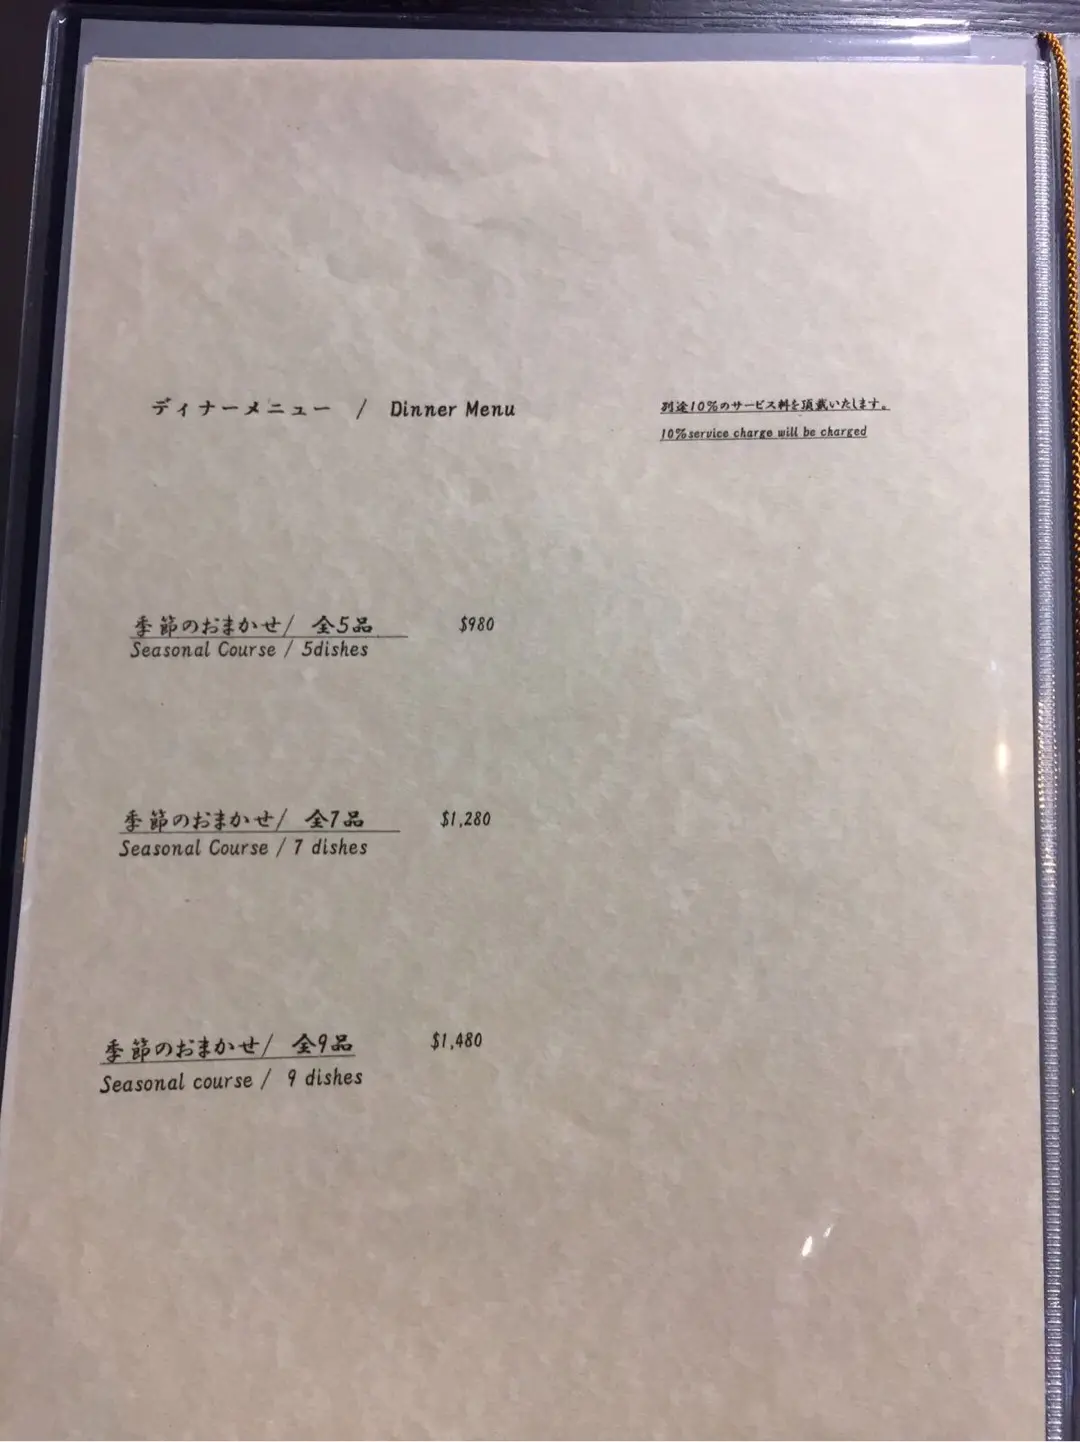 ディナーメニュー / Dinner Menu
別途10%のサービス料を頂戴いたします。
10%service charge will be charged
季節のおまかせ/ 全5品 $980
Seasonal Course / 5dishes
季節のおまかせ/ 全7品 $1,280
Seasonal Course / 7 dishes
季節のおまかせ/ 全9品 $1,480
Seasonal course / 9 dishes